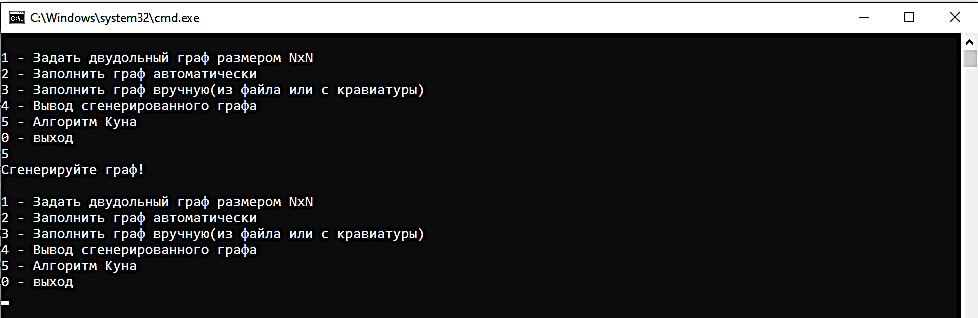 C:\Windows\system32\cmd.exe
1 - Задать двудольный граф размером NxN
2 - Заполнить граф автоматически
3 - Заполнить граф вручную(из файла или с кравиатуры)
4 - Вывод сгенерированного графа
5 - Алгоритм Куна
0 - выход
5
Сгенерируйте граф!
1 - Задать двудольный граф размером NxN
2 - Заполнить граф автоматически
3 - Заполнить граф вручную(из файла или с кравиатуры)
4 - Вывод сгенерированного графа
5 - Алгоритм Куна
0 - выход